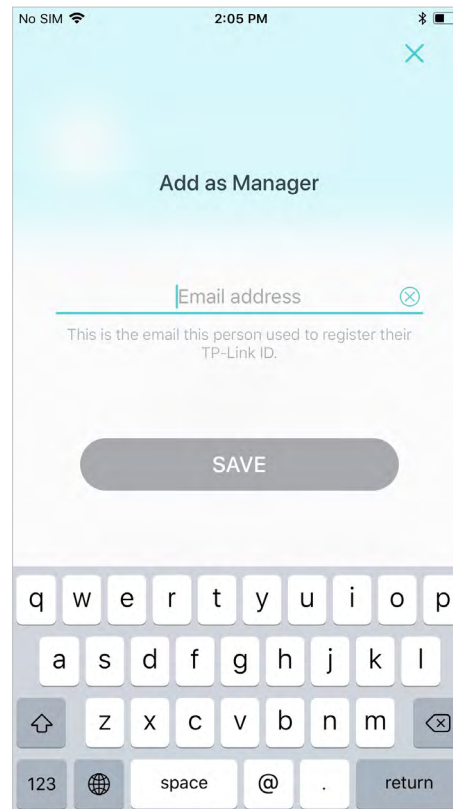 No SIM 2:05 PM
Add as Manager
Email address
This is the email this person used to register their
TP-Link ID.
SAVE
q w e r t y u i o p
a s d f g h j k l
z x c v b n m
123 space @ . return